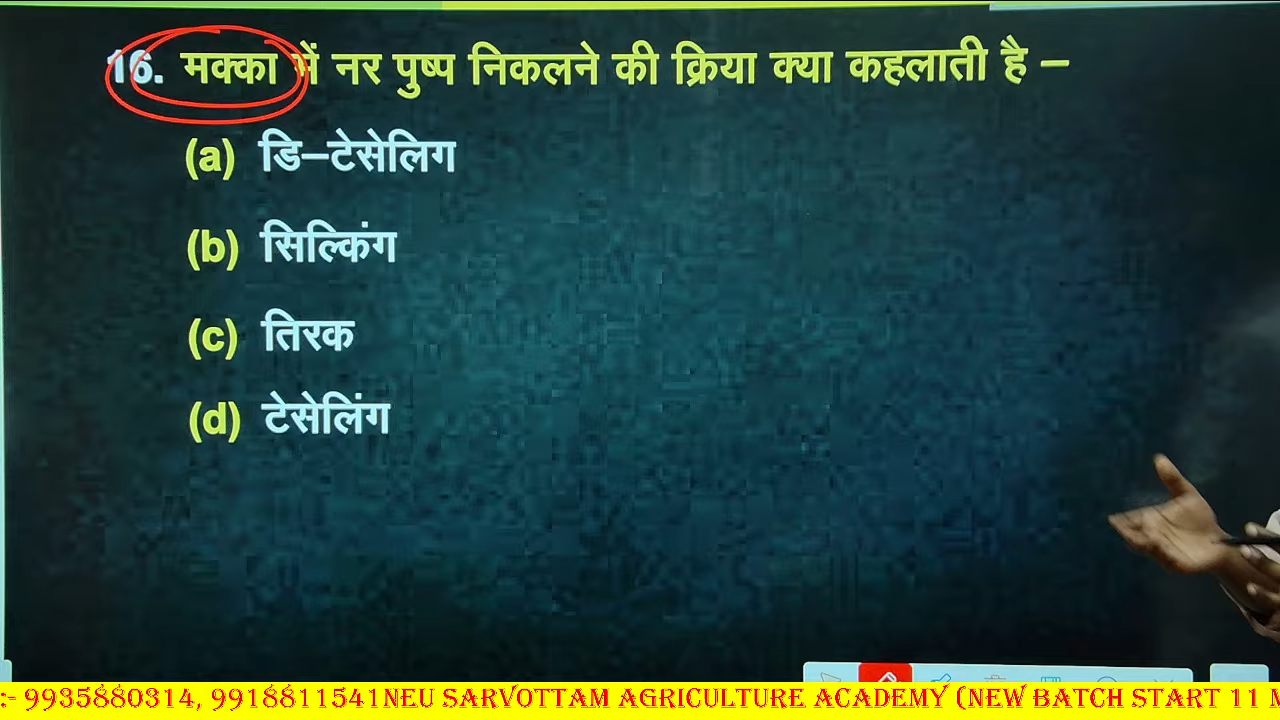 16. मक्का में नर पुष्प निकलने की क्रिया क्या कहलाती है –
(a) डि–टेसेलिग
(b) सिल्किंग
(c) तिरक
(d) टेसेलिंग
:- 9935880314, 9918811541NEU SARVOTTAM AGRICULTURE ACADEMY (NEW BATCH START 11